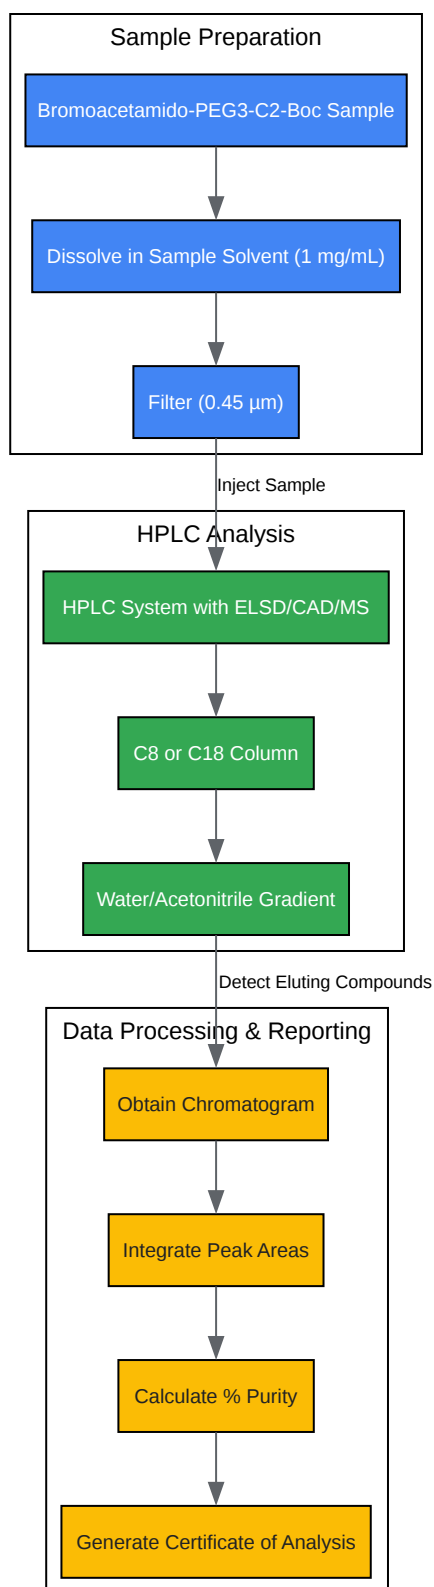 Sample Preparation
Bromoacetamido-PEG3-C2-Boc Sample
Dissolve in Sample Solvent (1 mg/mL)
Filter (0.45 µm)
Inject Sample
HPLC Analysis
HPLC System with ELSD/CAD/MS
C8 or C18 Column
Water/Acetonitrile Gradient
Detect Eluting Compounds
Data Processing & Reporting
Obtain Chromatogram
Integrate Peak Areas
Calculate % Purity
Generate Certificate of Analysis